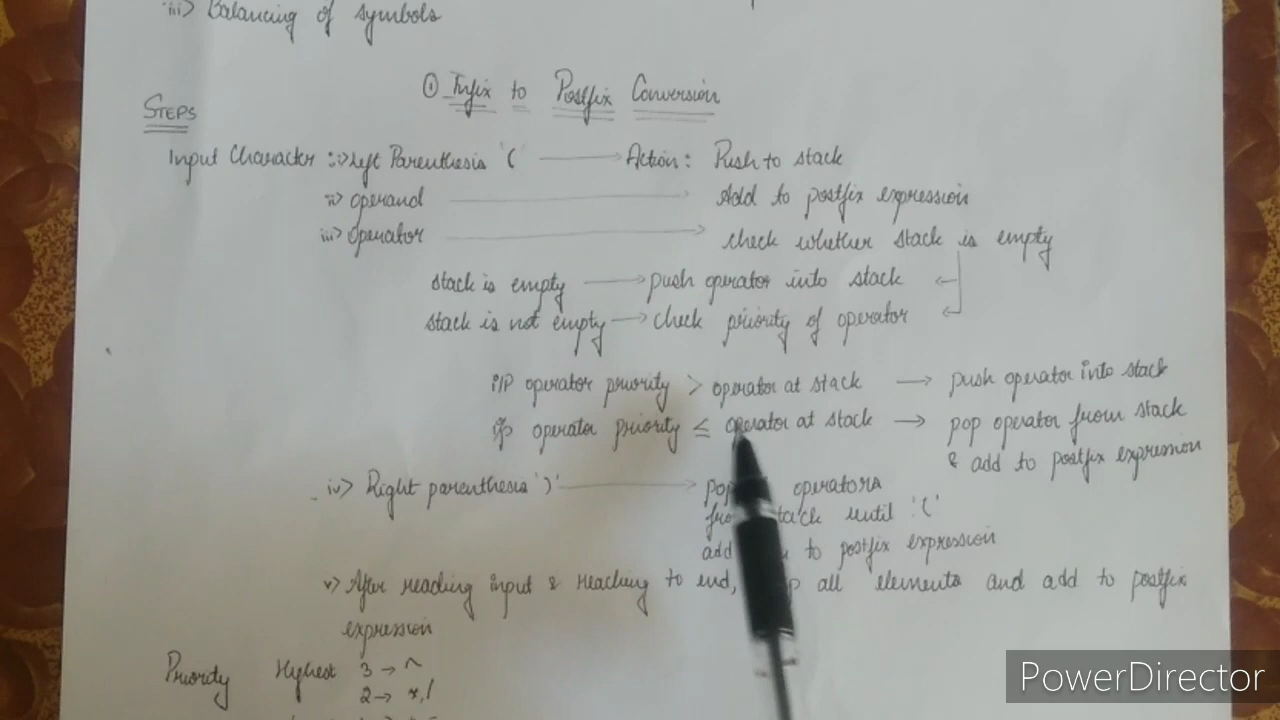 iii> Balancing of symbols
① Infix to Postfix Conversion
STEPS
Input Character : i> left Parenthesis '(' → Action : Push to stack
ii> operand → Add to postfix expression
iii> operator → check whether stack is empty
stack is empty → push operator into stack
stack is not empty → check priority of operator
i/P operator priority > operator at stack → push operator into stack
i/p operator priority ≤ operator at stack → pop operator from stack
& add to postfix expression
iv> Right parenthesis ')' → pop operators
stack until '('
add to postfix expression
v> After reading input & reaching to end, all elements and add to postfix
expression
Priority Highest 3 → ^
2 → *, /
PowerDirector